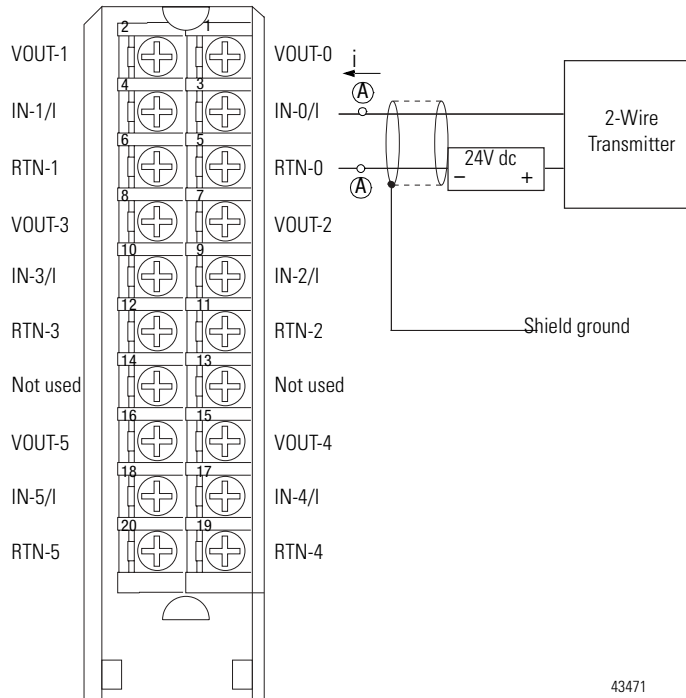 2 1
VOUT-1 VOUT-0 i
4 3 A
IN-1/I IN-0/I 2-Wire
Transmitter
6 5
RTN-1 RTN-0 24V dc
A − +
8 7
VOUT-3 VOUT-2
10 9
IN-3/I IN-2/I
12 11
RTN-3 RTN-2 Shield ground
14 13
Not used Not used
16 15
VOUT-5 VOUT-4
18 17
IN-5/I IN-4/I
20 19
RTN-5 RTN-4
43471